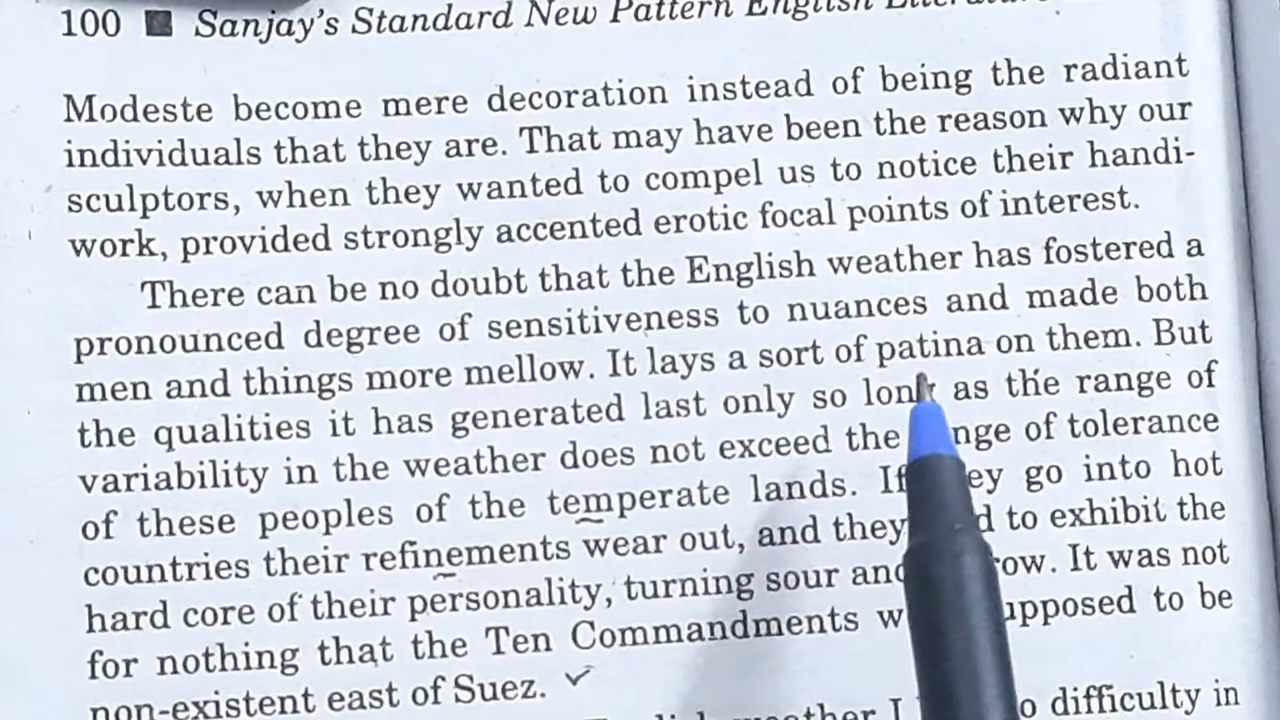 100 ■ Sanjay's Standard New Pattern English
Modeste become mere decoration instead of being the radiant
individuals that they are. That may have been the reason why our
sculptors, when they wanted to compel us to notice their handi-
work, provided strongly accented erotic focal points of interest.
There can be no doubt that the English weather has fostered a
pronounced degree of sensitiveness to nuances and made both
men and things more mellow. It lays a sort of patina on them. But
the qualities it has generated last only so long as the range of
variability in the weather does not exceed the nge of tolerance
of these peoples of the temperate lands. If ey go into hot
countries their refinements wear out, and they d to exhibit the
hard core of their personality, turning sour and row. It was not
for nothing that the Ten Commandments w upposed to be
non-existent east of Suez.
weather I o difficulty in